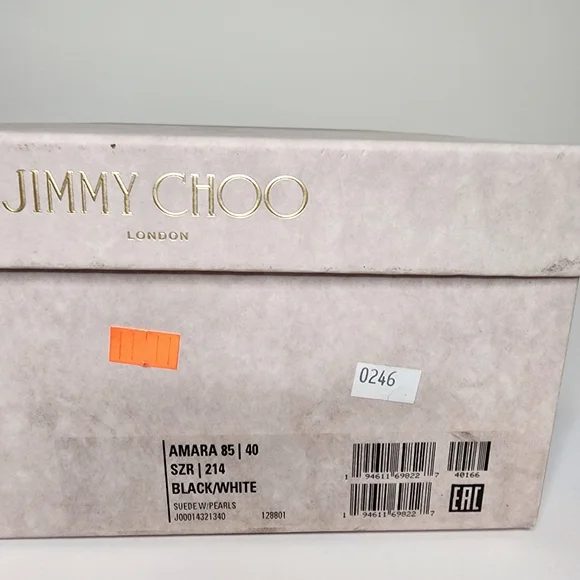 JIMMY CHOO
LONDON
0246
AMARA 85 | 40
SZR | 214
BLACK/WHITE
SUEDE W/PEARLS
J00014321340 128801
1 94611 69822 7 40166
1 94611 69822 7
EAC